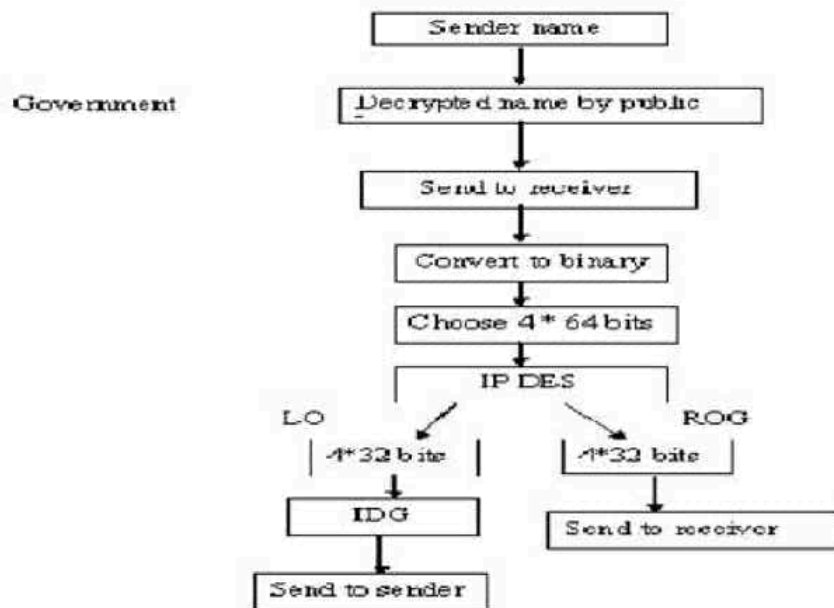 Sender name
Government
Decrypted name by public
Send to receiver
Convert to binary
Choose 4* 64 bits
IP DES
LO
ROG
4*32 bits
4*32 bits
IDG
Send to receiver
Send to sender